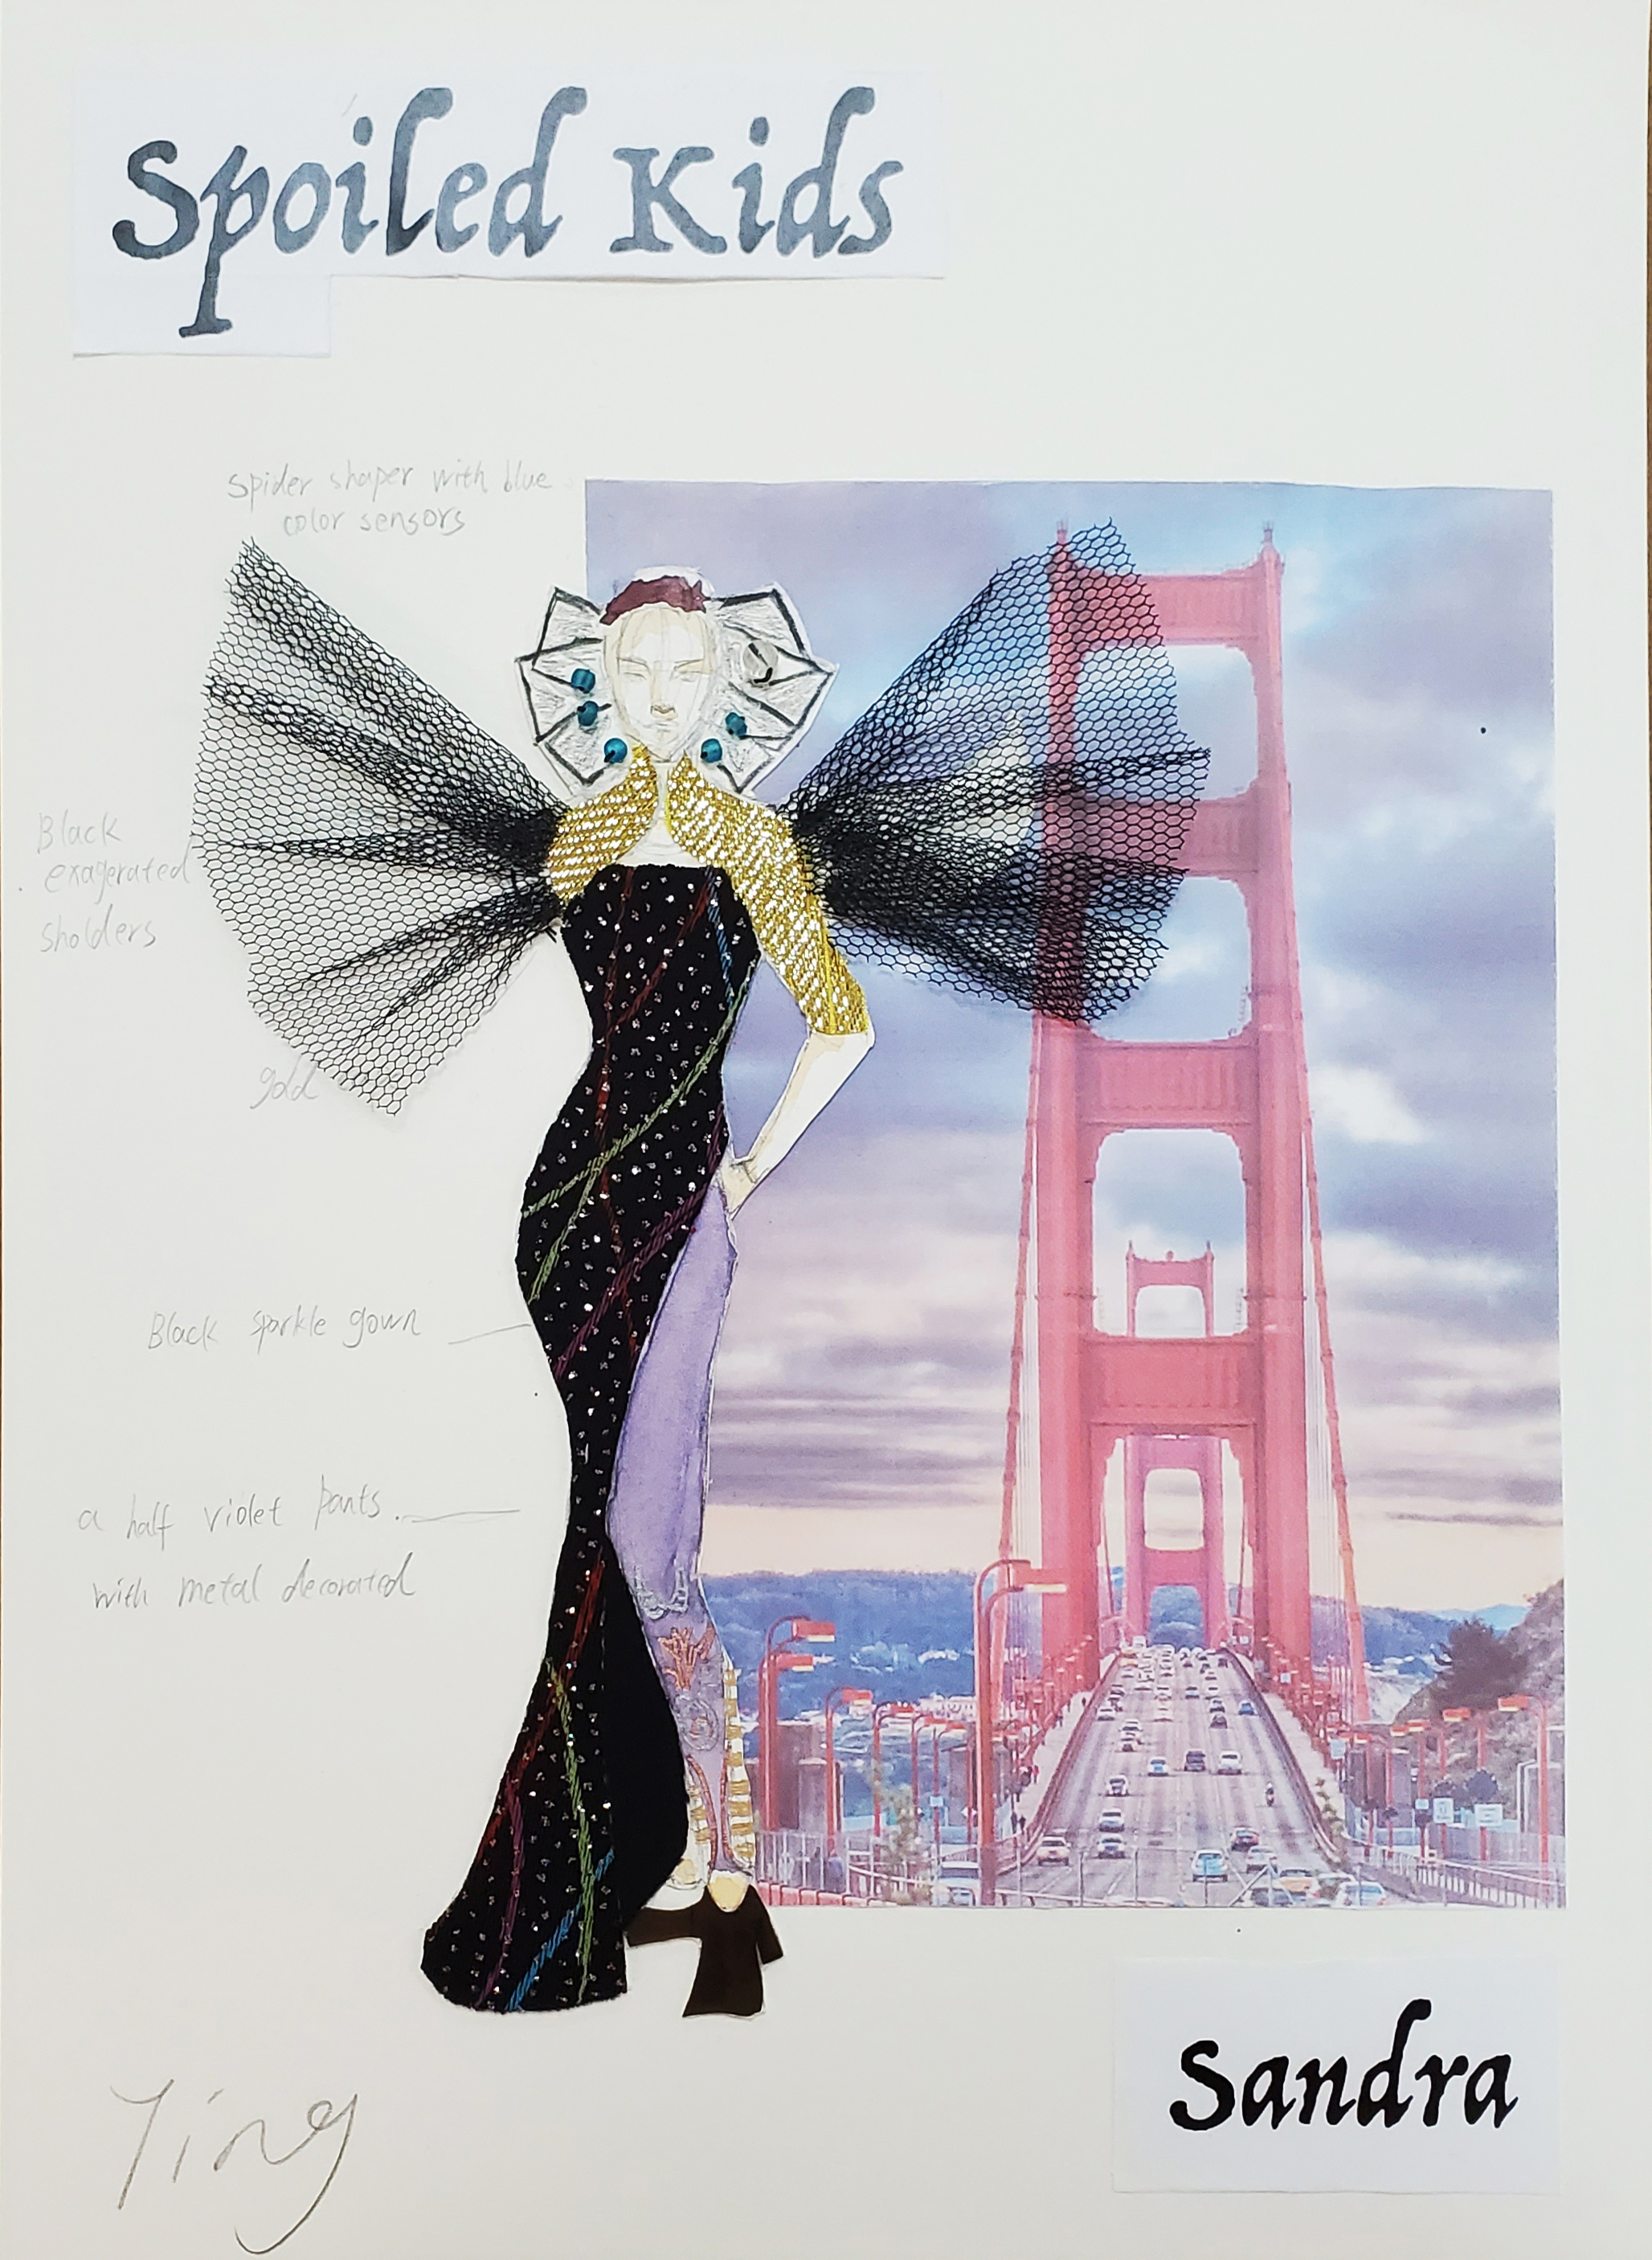 Spoiled Kids
spider shaper with blue
color sensors
Black
exagerated
sholders
gold
Black sparkle gown
a half violet pants.
with metal decorated
Sandra
Ying